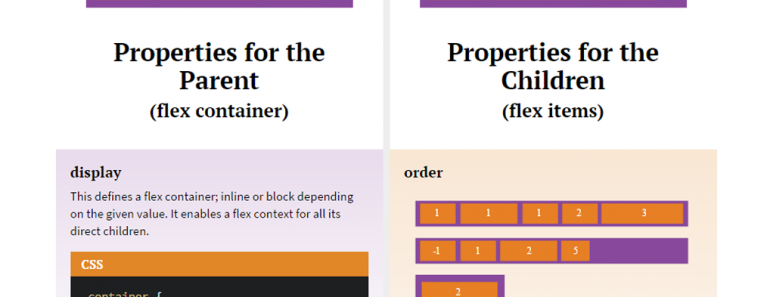 Properties for the
Parent
(flex container)
display
This defines a flex container; inline or block depending
on the given value. It enables a flex context for all its
direct children.
CSS
.container {
Properties for the
Children
(flex items)
order
1 1 1 2 3
-1 1 2 5
2